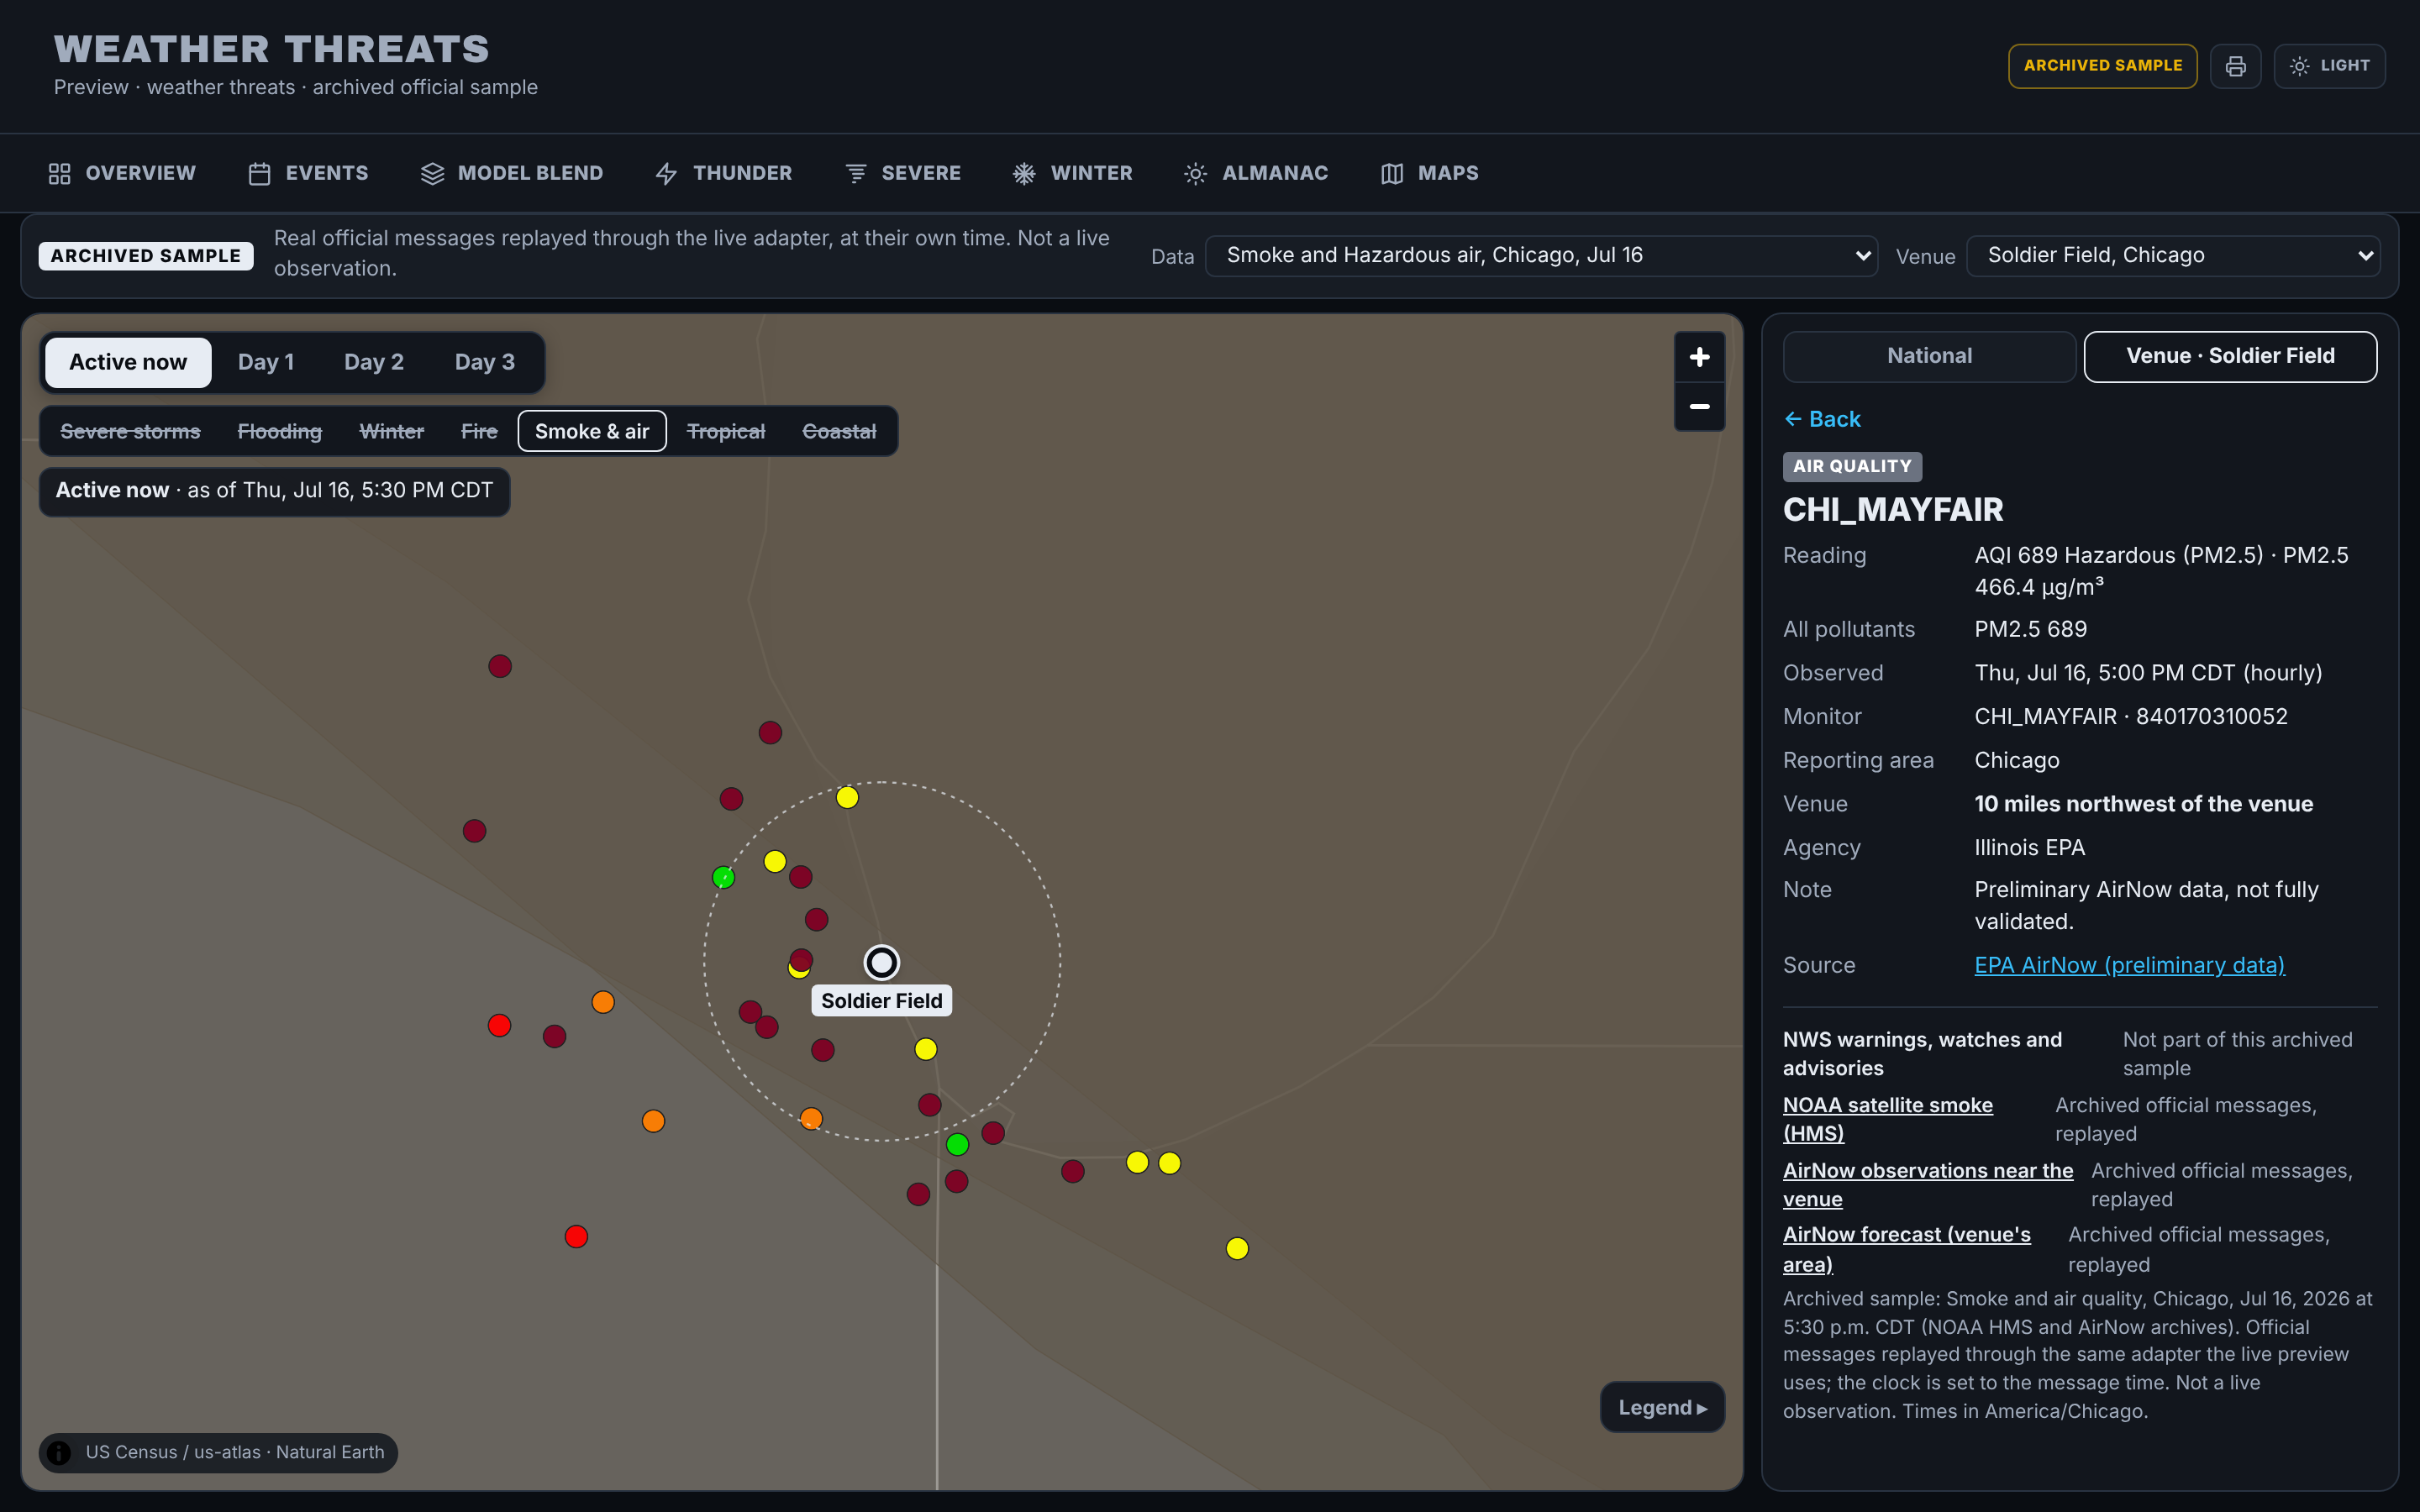 WEATHER THREATS
Preview · weather threats · archived official sample
ARCHIVED SAMPLE
LIGHT
OVERVIEW
EVENTS
MODEL BLEND
THUNDER
SEVERE
WINTER
ALMANAC
MAPS
ARCHIVED SAMPLE
Real official messages replayed through the live adapter, at their own time. Not a live
observation.
Data
Smoke and Hazardous air, Chicago, Jul 16
Venue
Soldier Field, Chicago
Active now
Day 1
Day 2
Day 3
Severe storms
Flooding
Winter
Fire
Smoke & air
Tropical
Coastal
Active now · as of Thu, Jul 16, 5:30 PM CDT
+
−
Soldier Field
Legend ▸
US Census / us-atlas · Natural Earth
National
Venue · Soldier Field
← Back
AIR QUALITY
CHI_MAYFAIR
Reading
AQI 689 Hazardous (PM2.5) · PM2.5
466.4 µg/m³
All pollutants
PM2.5 689
Observed
Thu, Jul 16, 5:00 PM CDT (hourly)
Monitor
CHI_MAYFAIR · 840170310052
Reporting area
Chicago
Venue
10 miles northwest of the venue
Agency
Illinois EPA
Note
Preliminary AirNow data, not fully
validated.
Source
EPA AirNow (preliminary data)
NWS warnings, watches and
advisories
Not part of this archived
sample
NOAA satellite smoke
(HMS)
Archived official messages,
replayed
AirNow observations near the
venue
Archived official messages,
replayed
AirNow forecast (venue's
area)
Archived official messages,
replayed
Archived sample: Smoke and air quality, Chicago, Jul 16, 2026 at
5:30 p.m. CDT (NOAA HMS and AirNow archives). Official
messages replayed through the same adapter the live preview
uses; the clock is set to the message time. Not a live
observation. Times in America/Chicago.